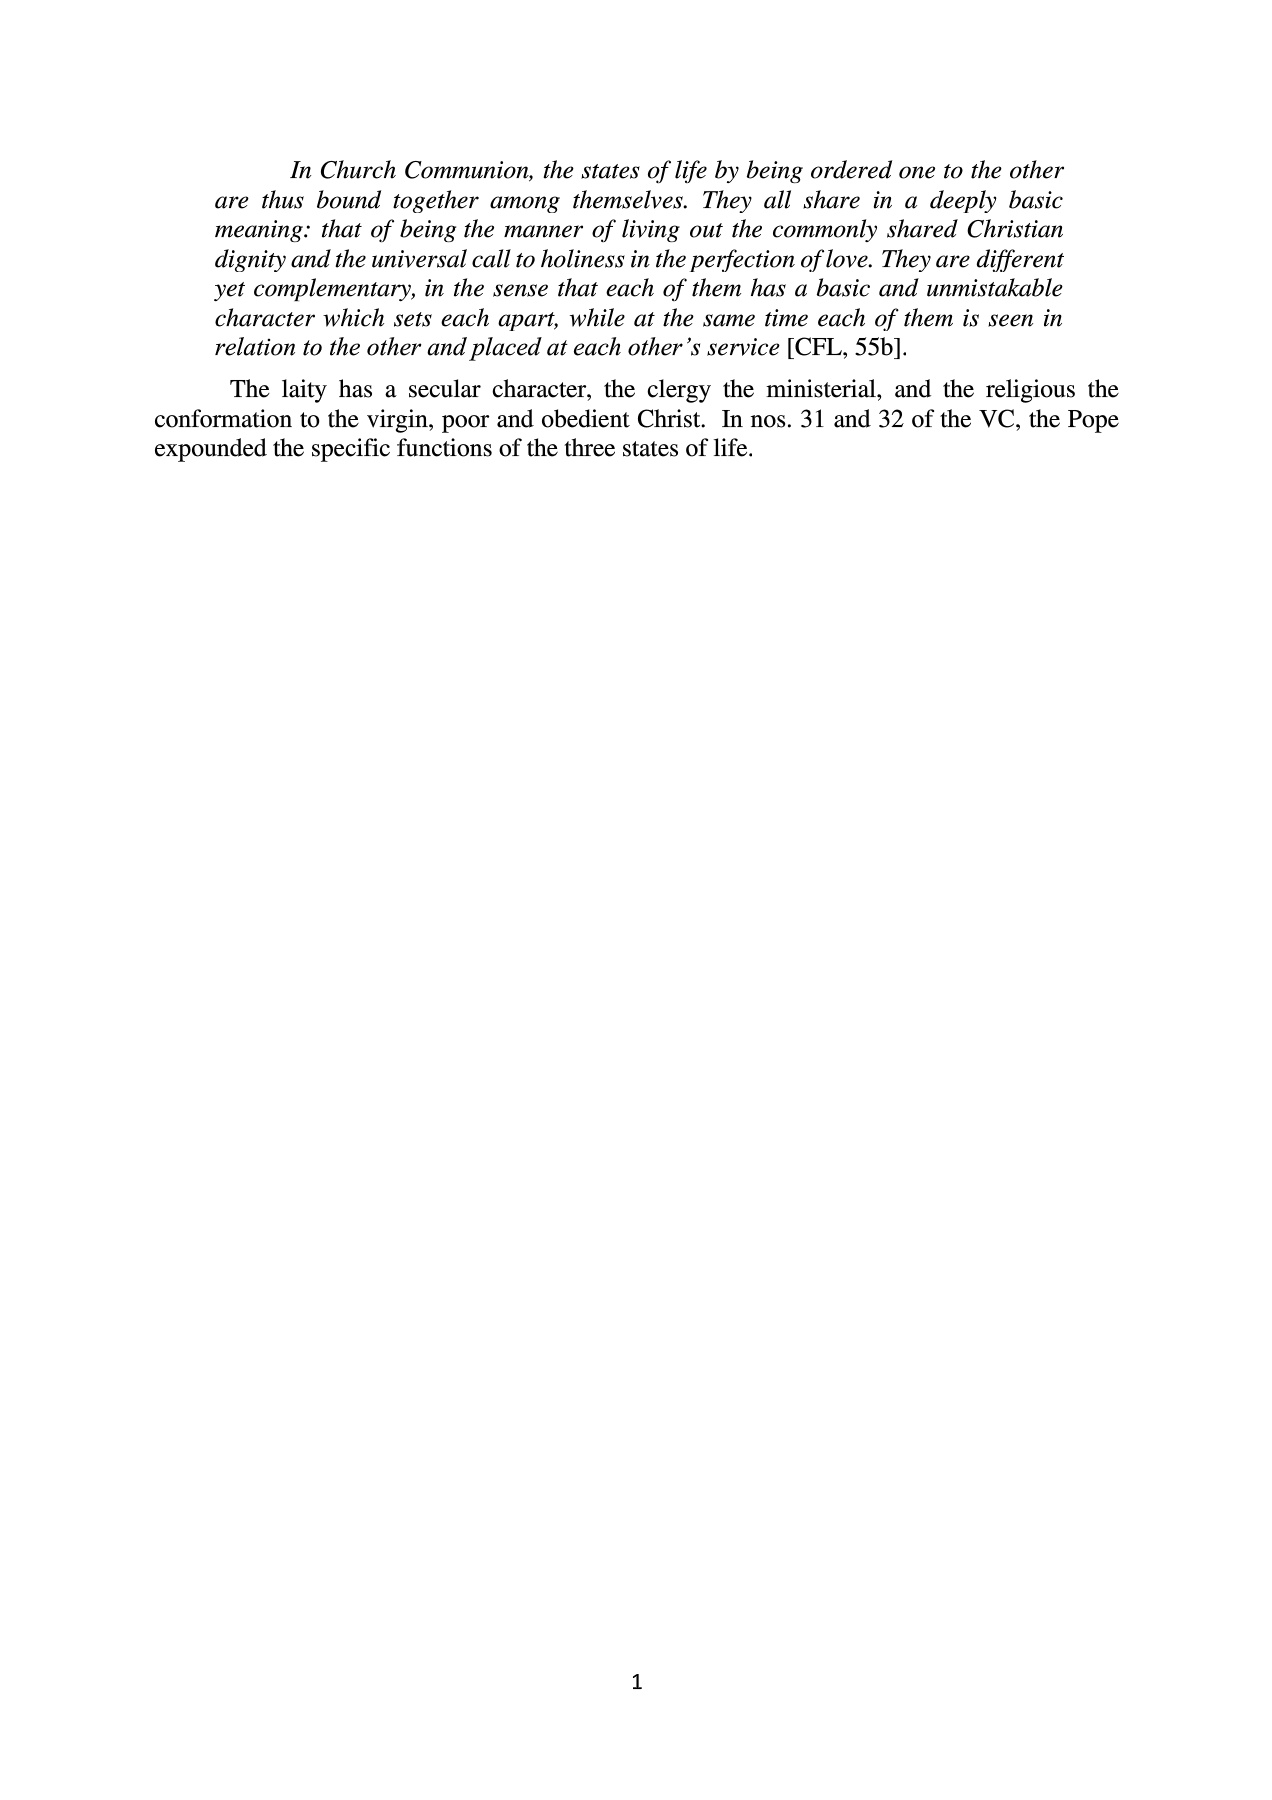 In Church Communion, the states of life by being ordered one to the other
are thus bound together among themselves. They all share in a deeply basic
meaning: that of being the manner of living out the commonly shared Christian
dignity and the universal call to holiness in the perfection of love. They are different
yet complementary, in the sense that each of them has a basic and unmistakable
character which sets each apart, while at the same time each of them is seen in
relation to the other and placed at each other’s service [CFL, 55b].
The laity has a secular character, the clergy the ministerial, and the religious the
conformation to the virgin, poor and obedient Christ. In nos. 31 and 32 of the VC, the Pope
expounded the specific functions of the three states of life.
1